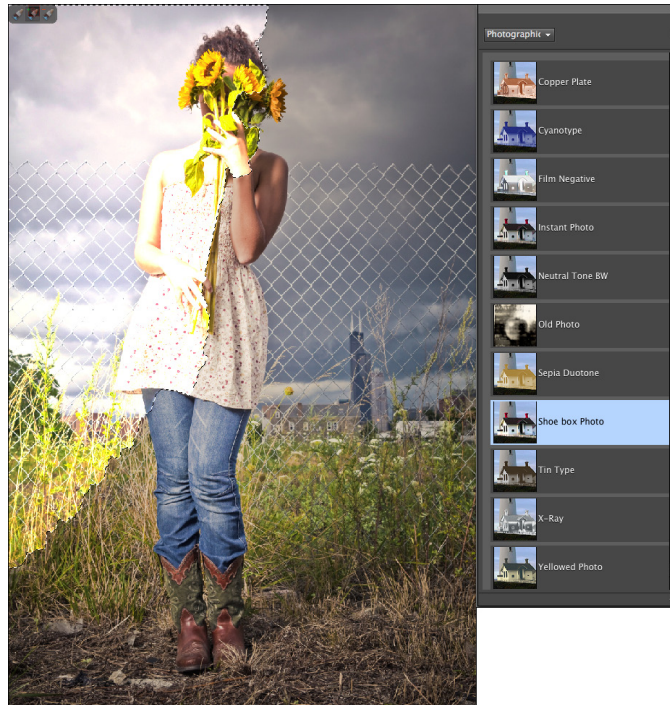 Photographic
Copper Plate
Cyanotype
Film Negative
Instant Photo
Neutral Tone BW
Old Photo
Sepia Duotone
Shoe box Photo
Tin Type
X-Ray
Yellowed Photo